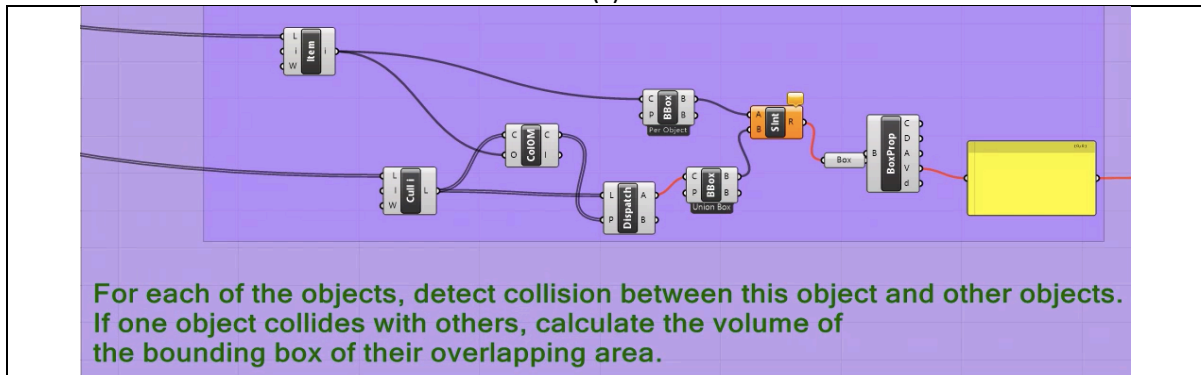 L
i
W
Item
i
C
P
BBox
B
B
Per Object
A
B
SInt
R
C
O
ColOM
C
I
Box
B
BoxProp
C
D
A
V
d
L
I
W
Cull i
L
L
P
Dispatch
A
B
C
P
BBox
B
B
Union Box
For each of the objects, detect collision between this object and other objects.
If one object collides with others, calculate the volume of
the bounding box of their overlapping area.